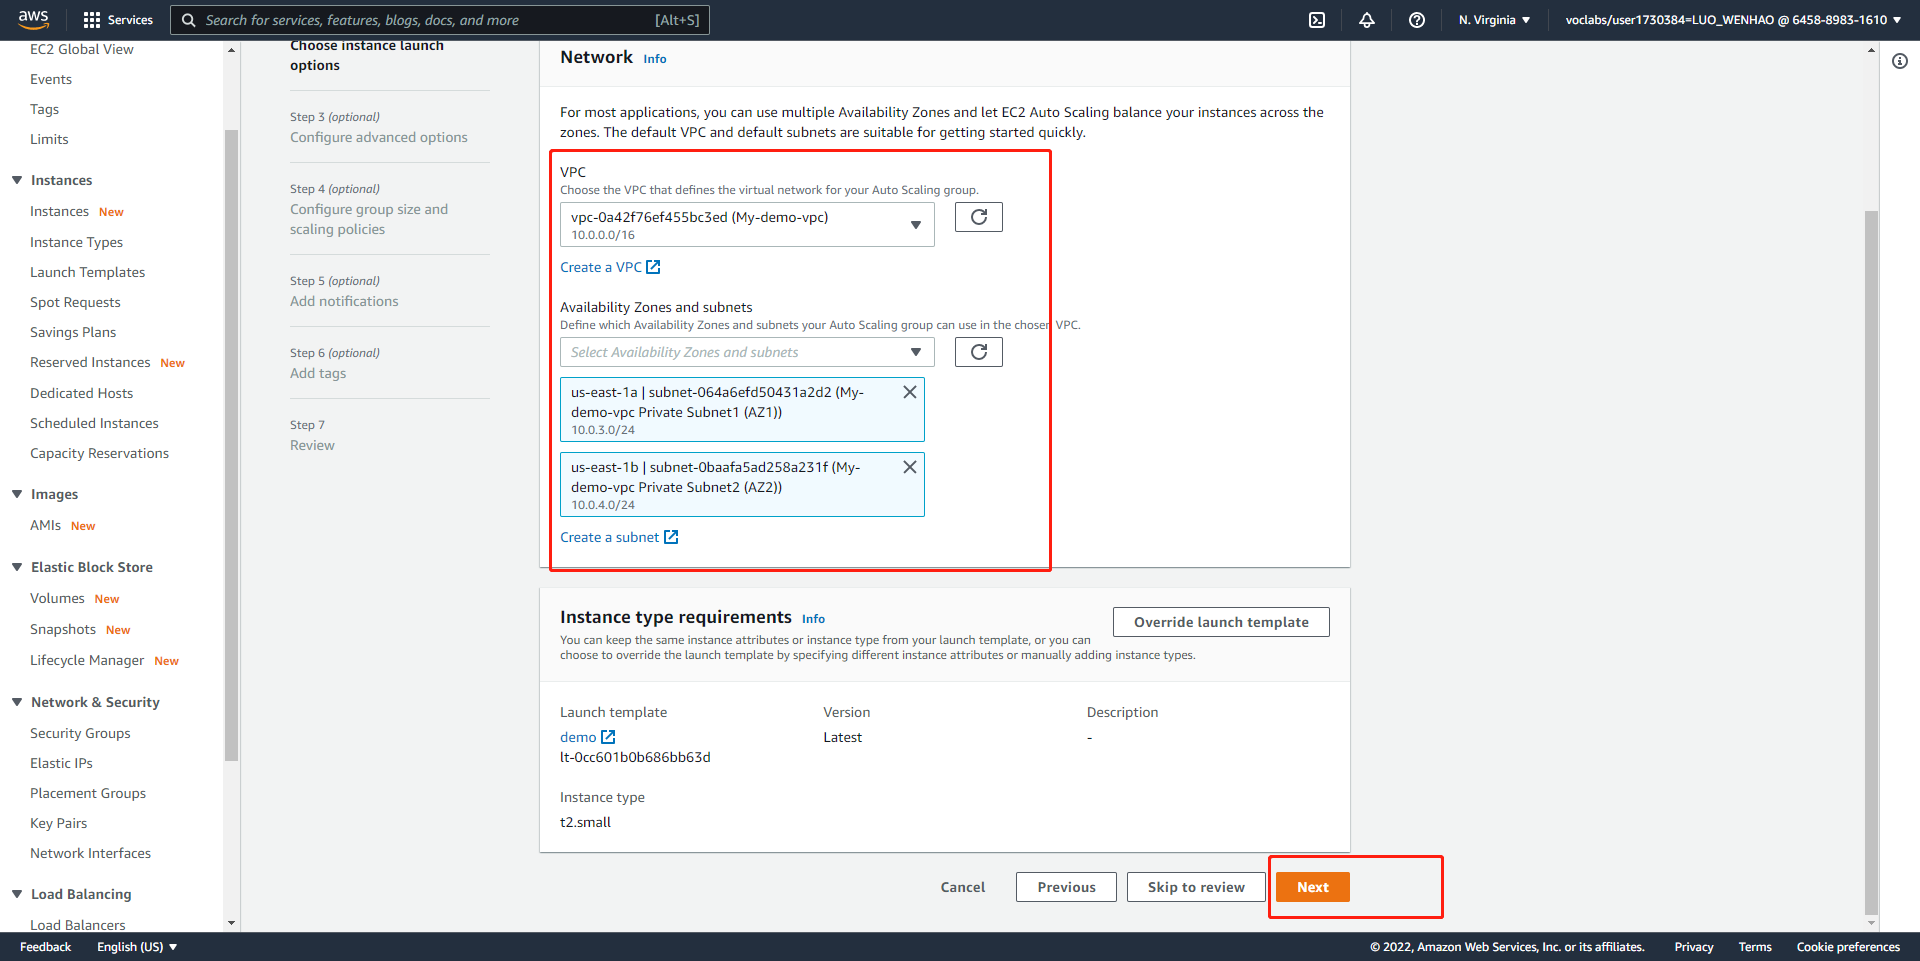 aws
Services
Search for services, features, blogs, docs, and more
[Alt+S]
N. Virginia
voclabs/user1730384=LUO_WENHAO @ 6458-8983-1610
EC2 Global View
Events
Tags
Limits
Instances
Instances New
Instance Types
Launch Templates
Spot Requests
Savings Plans
Reserved Instances New
Dedicated Hosts
Scheduled Instances
Capacity Reservations
Images
AMIs New
Elastic Block Store
Volumes New
Snapshots New
Lifecycle Manager New
Network & Security
Security Groups
Elastic IPs
Placement Groups
Key Pairs
Network Interfaces
Load Balancing
Load Balancers
Choose instance launch
options
Step 3 (optional)
Configure advanced options
Step 4 (optional)
Configure group size and
scaling policies
Step 5 (optional)
Add notifications
Step 6 (optional)
Add tags
Step 7
Review
Network Info
For most applications, you can use multiple Availability Zones and let EC2 Auto Scaling balance your instances across the
zones. The default VPC and default subnets are suitable for getting started quickly.
VPC
Choose the VPC that defines the virtual network for your Auto Scaling group.
vpc-0a42f76ef455bc3ed (My-demo-vpc)
10.0.0.0/16
Create a VPC
Availability Zones and subnets
Define which Availability Zones and subnets your Auto Scaling group can use in the chosen VPC.
Select Availability Zones and subnets
us-east-1a | subnet-064a6efd50431a2d2 (My-
demo-vpc Private Subnet1 (AZ1))
10.0.3.0/24
us-east-1b | subnet-0baafa5ad258a231f (My-
demo-vpc Private Subnet2 (AZ2))
10.0.4.0/24
Create a subnet
Instance type requirements Info
Override launch template
You can keep the same instance attributes or instance type from your launch template, or you can
choose to override the launch template by specifying different instance attributes or manually adding instance types.
Launch template
demo
lt-0cc601b0b686bb63d
Version
Latest
Description
-
Instance type
t2.small
Cancel
Previous
Skip to review
Next
Feedback
English (US)
© 2022, Amazon Web Services, Inc. or its affiliates.
Privacy
Terms
Cookie preferences